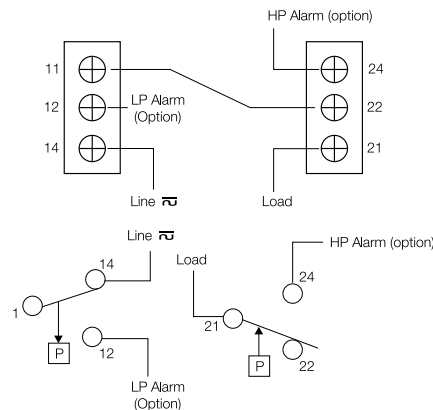 HP Alarm (option)
11
24
12
LP Alarm
(Option)
22
14
21
Line
Load
Line
HP Alarm (option)
14
Load
24
1
21
P
12
P
22
LP Alarm
(Option)